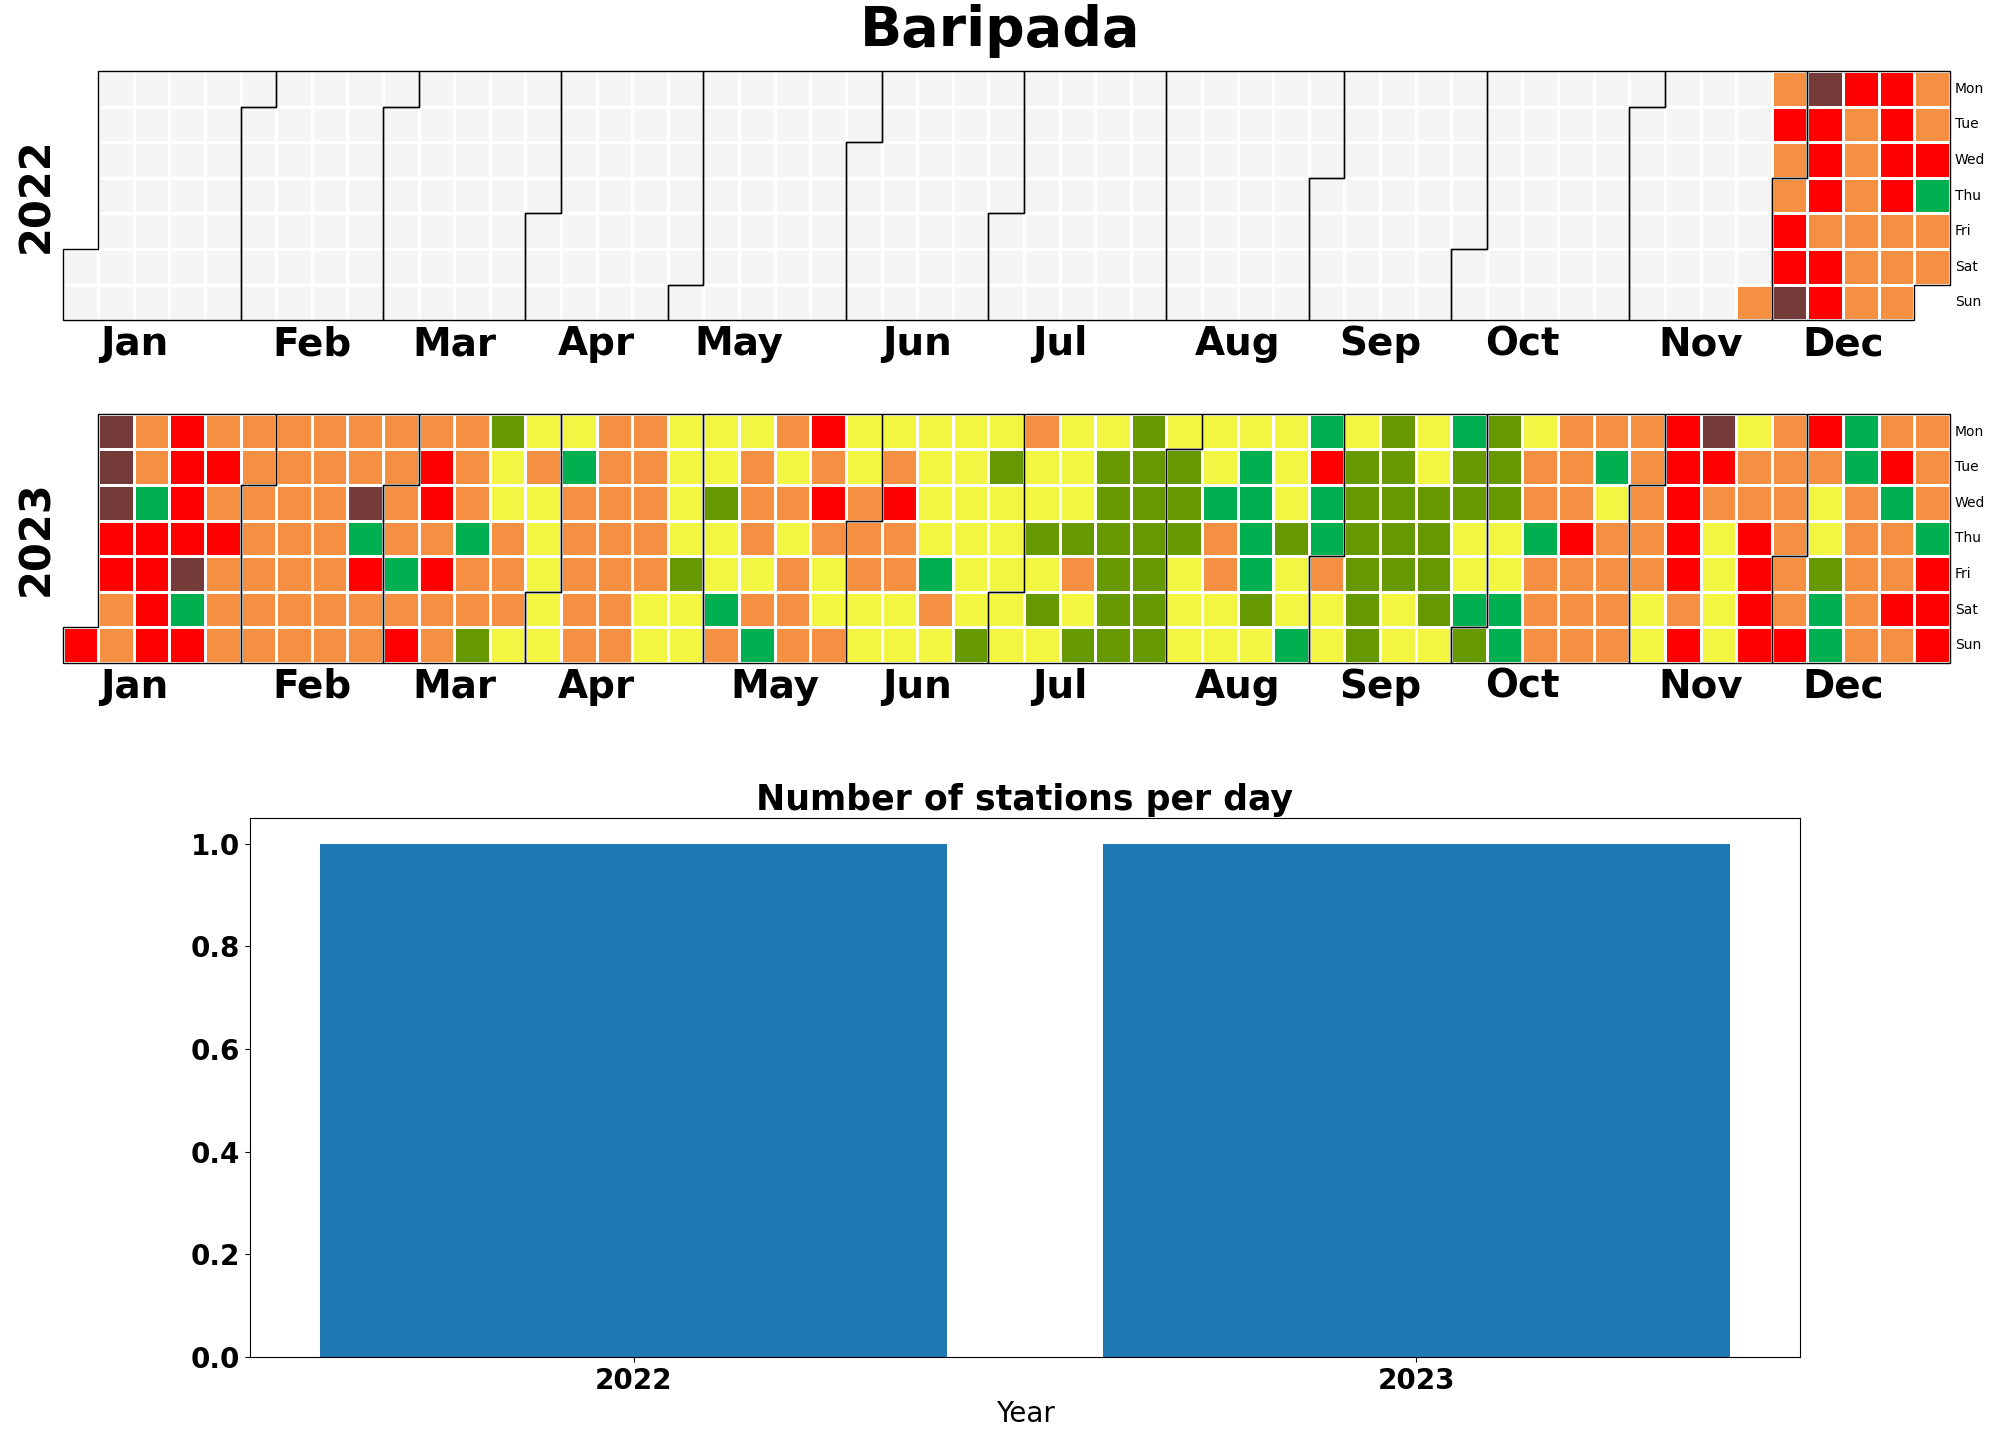 Baripada
2022
Mon
Tue
Wed
Thu
Fri
Sat
Sun
Jan Feb Mar Apr May Jun Jul Aug Sep Oct Nov Dec
2023
Mon
Tue
Wed
Thu
Fri
Sat
Sun
Jan Feb Mar Apr May Jun Jul Aug Sep Oct Nov Dec
Number of stations per day
1.0
0.8
0.6
0.4
0.2
0.0
2022 2023
Year